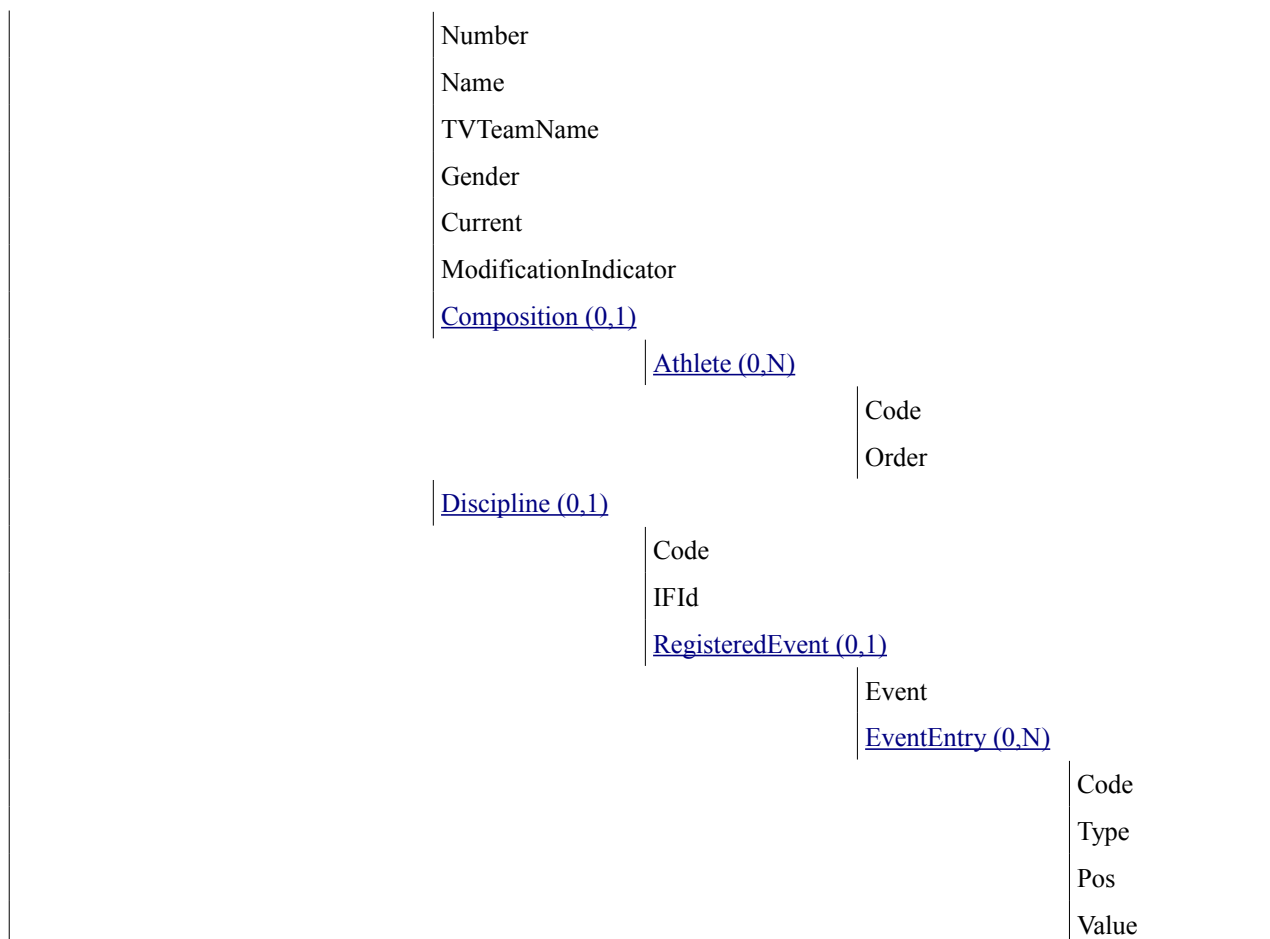 Number
Name
TVTeamName
Gender
Current
ModificationIndicator
Composition (0,1)
Athlete (0,N)
Code
Order
Discipline (0,1)
Code
IFId
RegisteredEvent (0,1)
Event
EventEntry (0,N)
Code
Type
Pos
Value